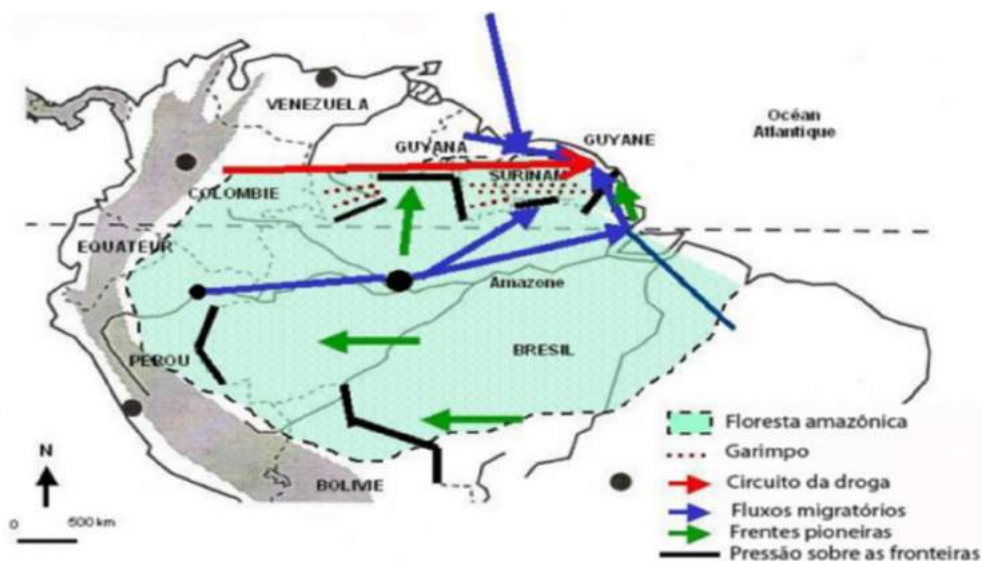 VENEZUELA
GUYANA
GUYANE
Océan
Atlantique
SURINAM
COLOMBIE
EQUATEUR
Amazone
PEROU
BRESIL
BOLIVIE
N
0 500 km
Floresta amazônica
Garimpo
Circuito da droga
Fluxos migratórios
Frentes pioneiras
Pressão sobre as fronteiras